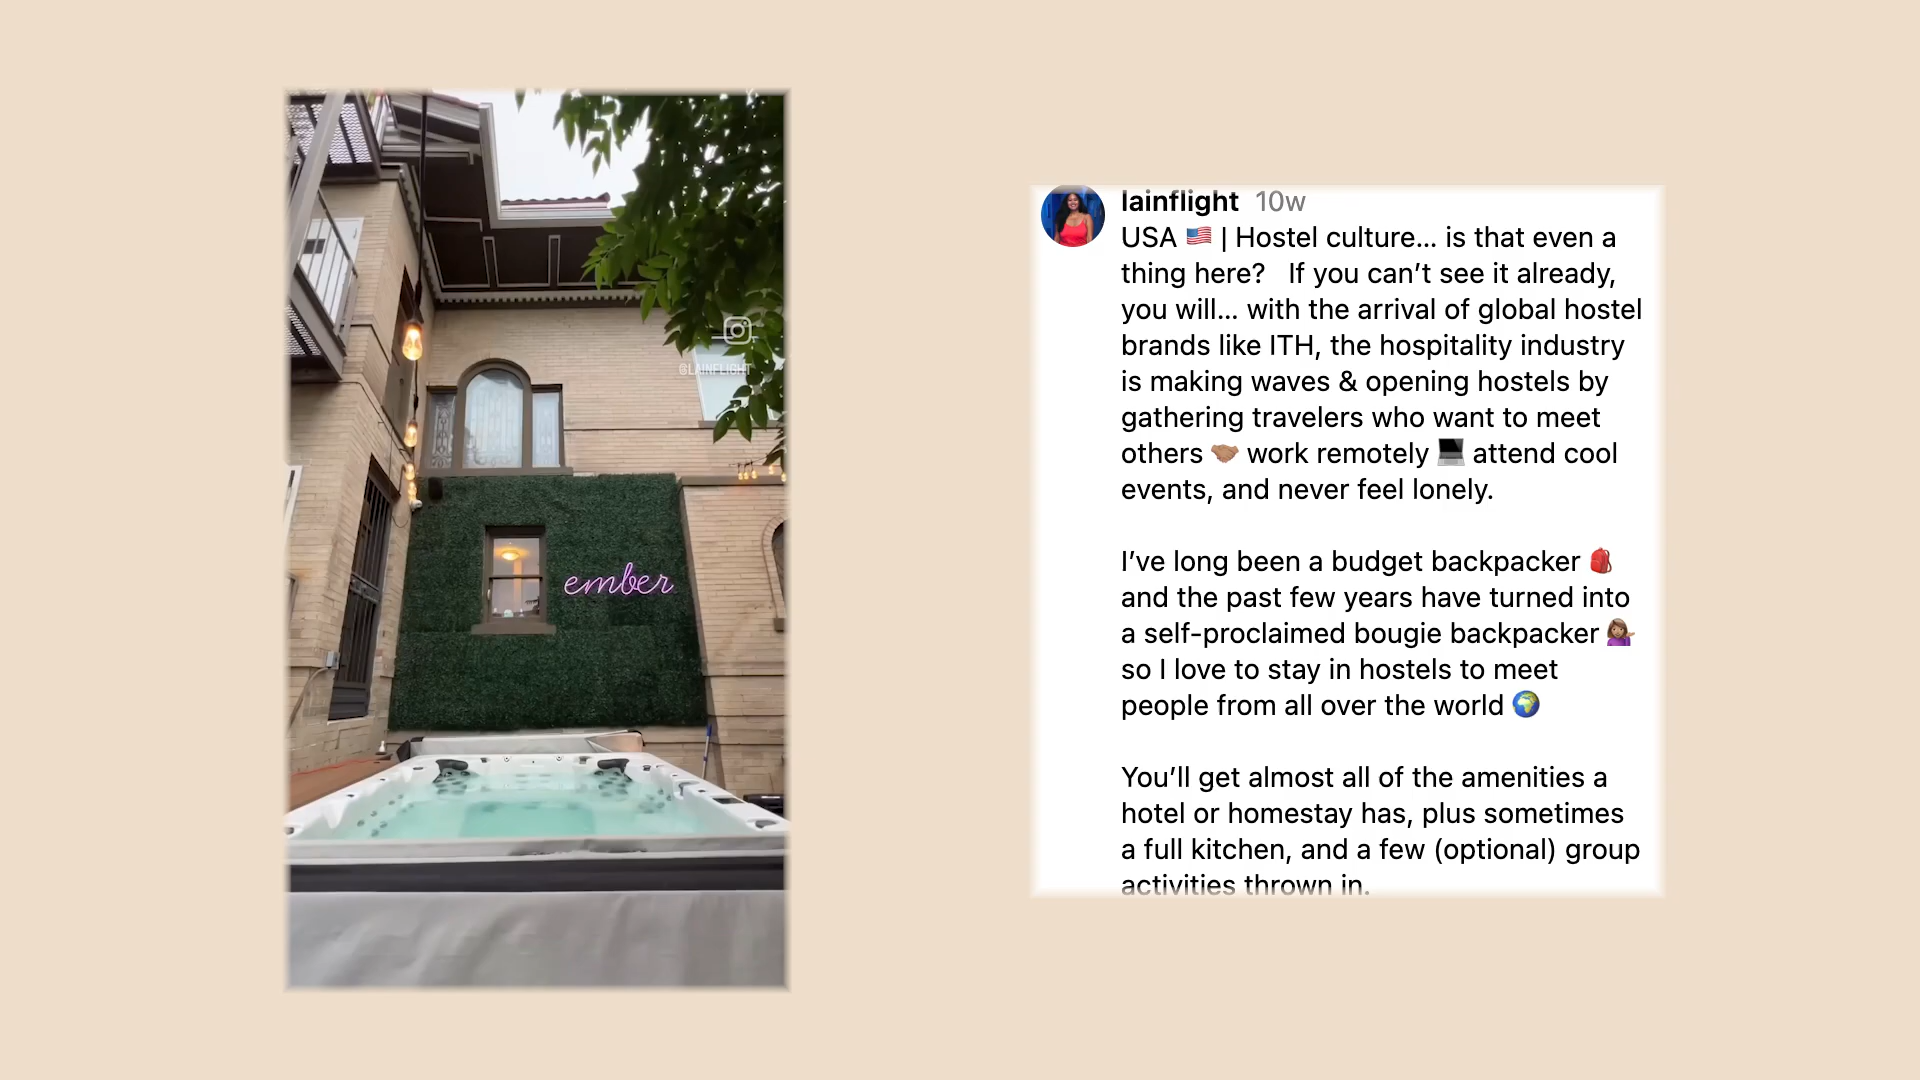 @LAINFLIGHT
ember
lainflight 10w
USA 🇺🇸 | Hostel culture... is that even a
thing here? If you can’t see it already,
you will... with the arrival of global hostel
brands like ITH, the hospitality industry
is making waves & opening hostels by
gathering travelers who want to meet
others 🤝🏽 work remotely 💻 attend cool
events, and never feel lonely.
I’ve long been a budget backpacker 🎒
and the past few years have turned into
a self-proclaimed bougie backpacker 💁🏽‍♀️
so I love to stay in hostels to meet
people from all over the world 🌍
You’ll get almost all of the amenities a
hotel or homestay has, plus sometimes
a full kitchen, and a few (optional) group
activities thrown in.